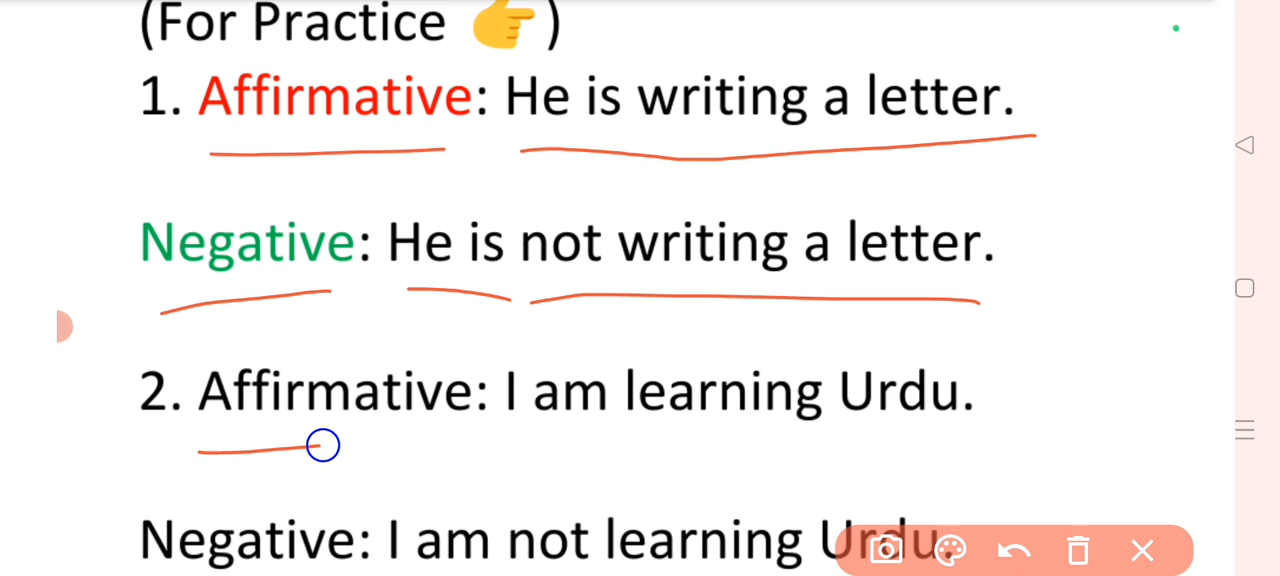 (For Practice 👉)
1. Affirmative: He is writing a letter.
Negative: He is not writing a letter.
2. Affirmative: I am learning Urdu.
Negative: I am not learning Urdu.